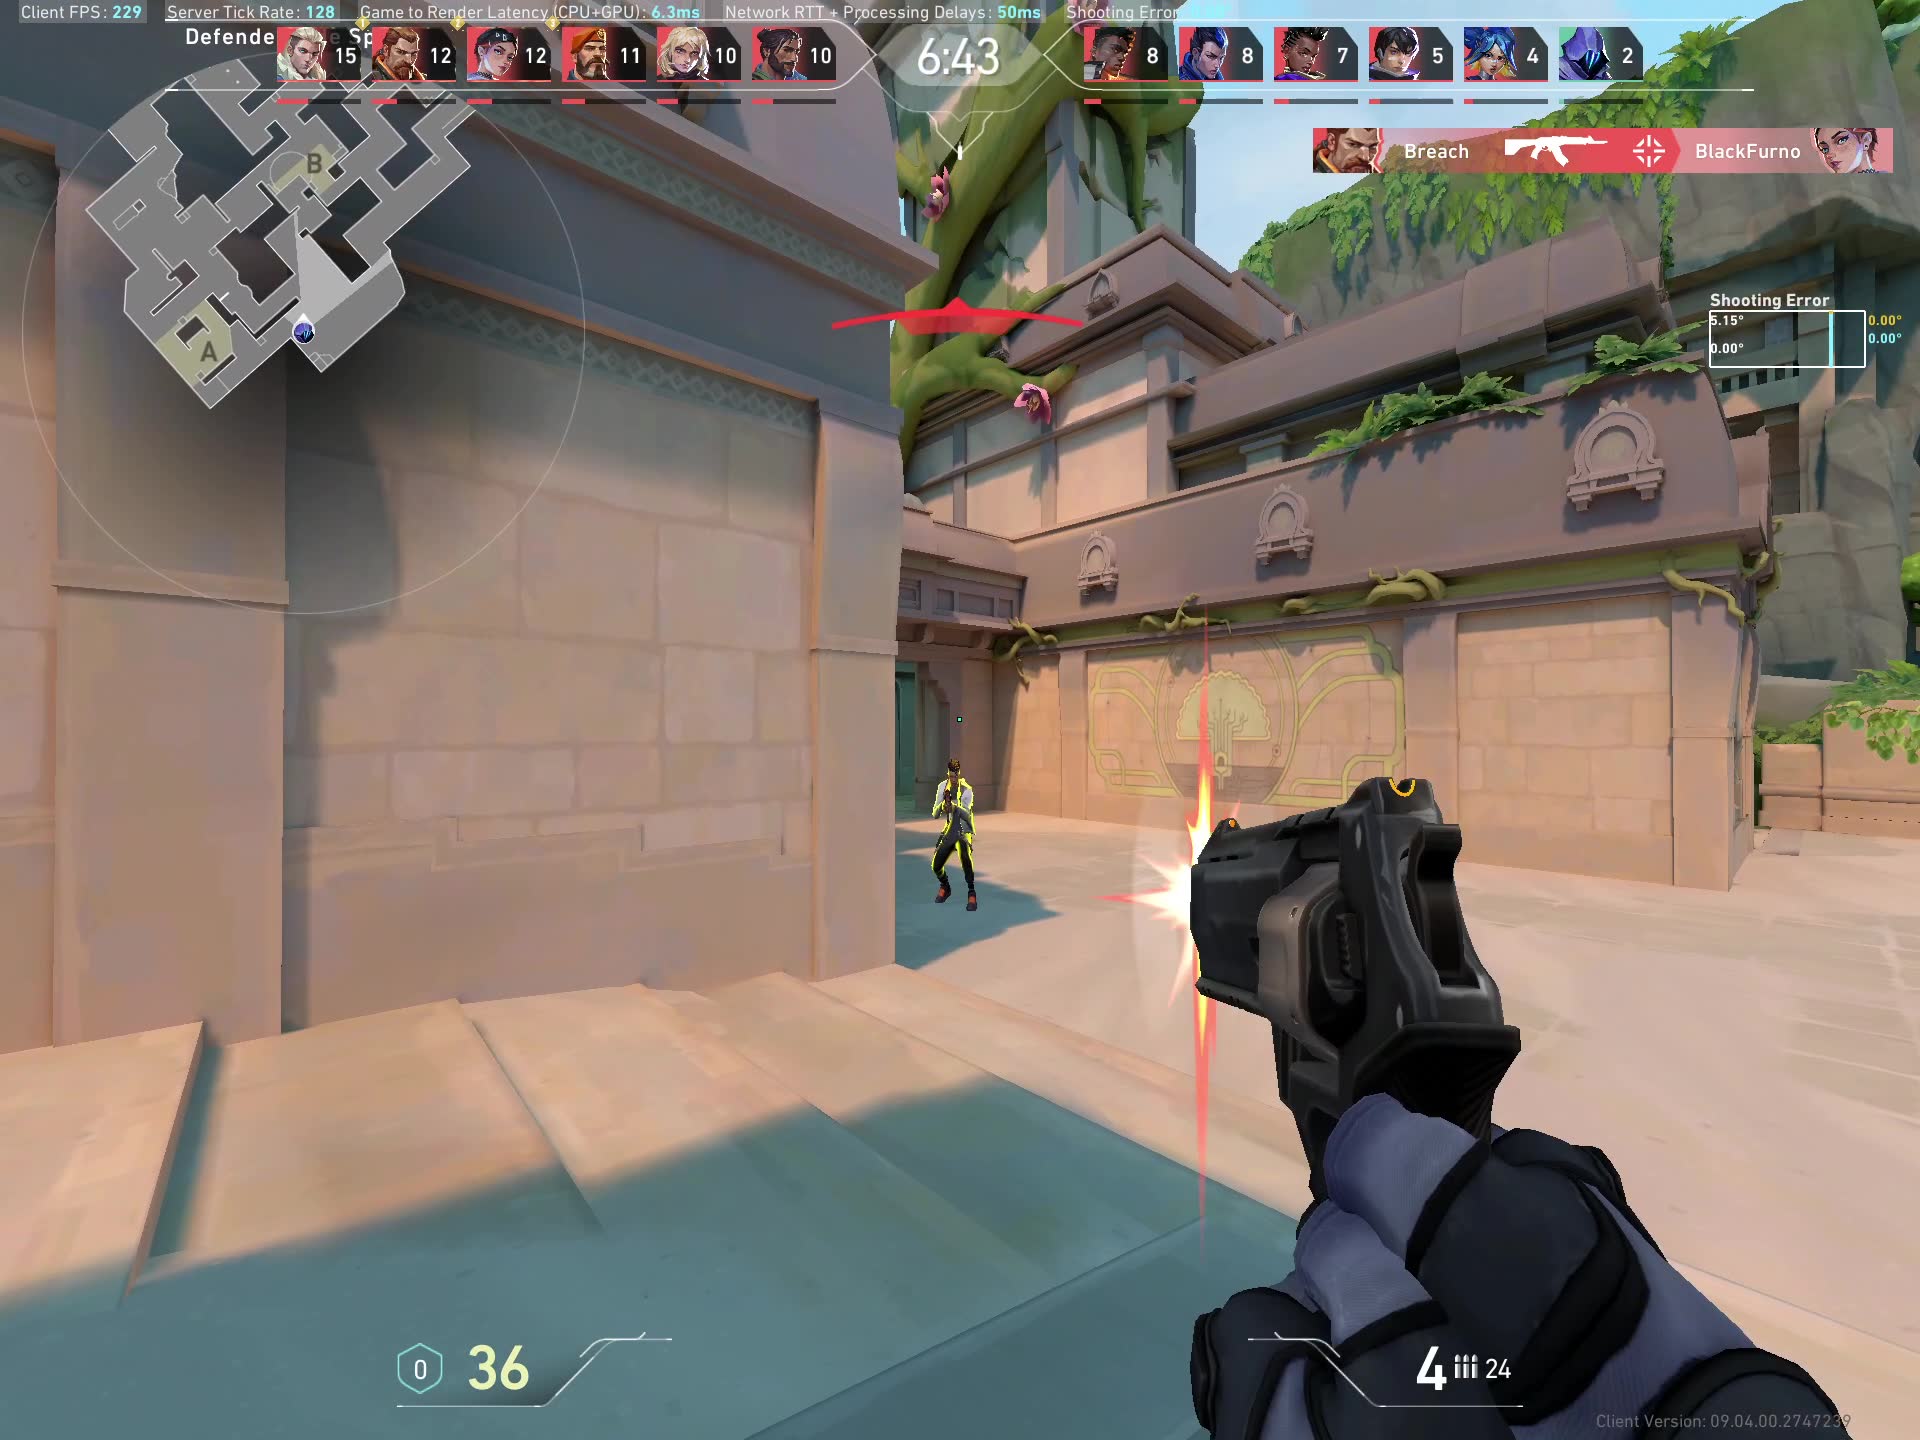 Client FPS: 229 Server Tick Rate: 128 Game to Render Latency (CPU+GPU): 6.3ms Network RTT + Processing Delays: 50ms Shooting Error
Defende
15 12 12 11 10 10 6:43 8 8 7 5 4 2
Breach BlackFurno
B
A
Shooting Error
5.15° 0.00°
0.00° 0.00°
0 36
4 24
Client Version: 09.04.00.2747239